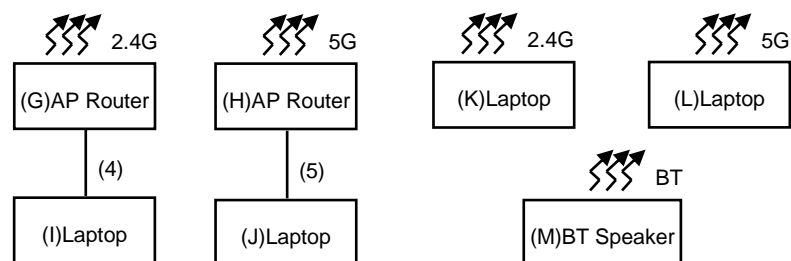 2.4G
5G
2.4G
5G
(G)AP Router
(H)AP Router
(K)Laptop
(L)Laptop
(4)
(5)
BT
(I)Laptop
(J)Laptop
(M)BT Speaker